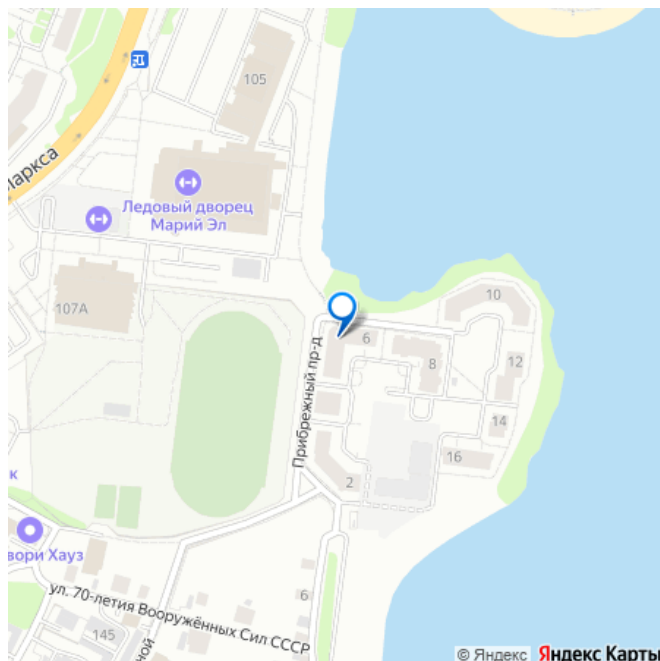 105
Маркса
Ледовый дворец
Марий Эл
107А
10
6
8
12
Прибрежный пр-д
14
16
2
к
вори Хауз
ул. 70-летия Вооружённых Сил СССР
6
145
ной
© Яндекс Яндекс Карты